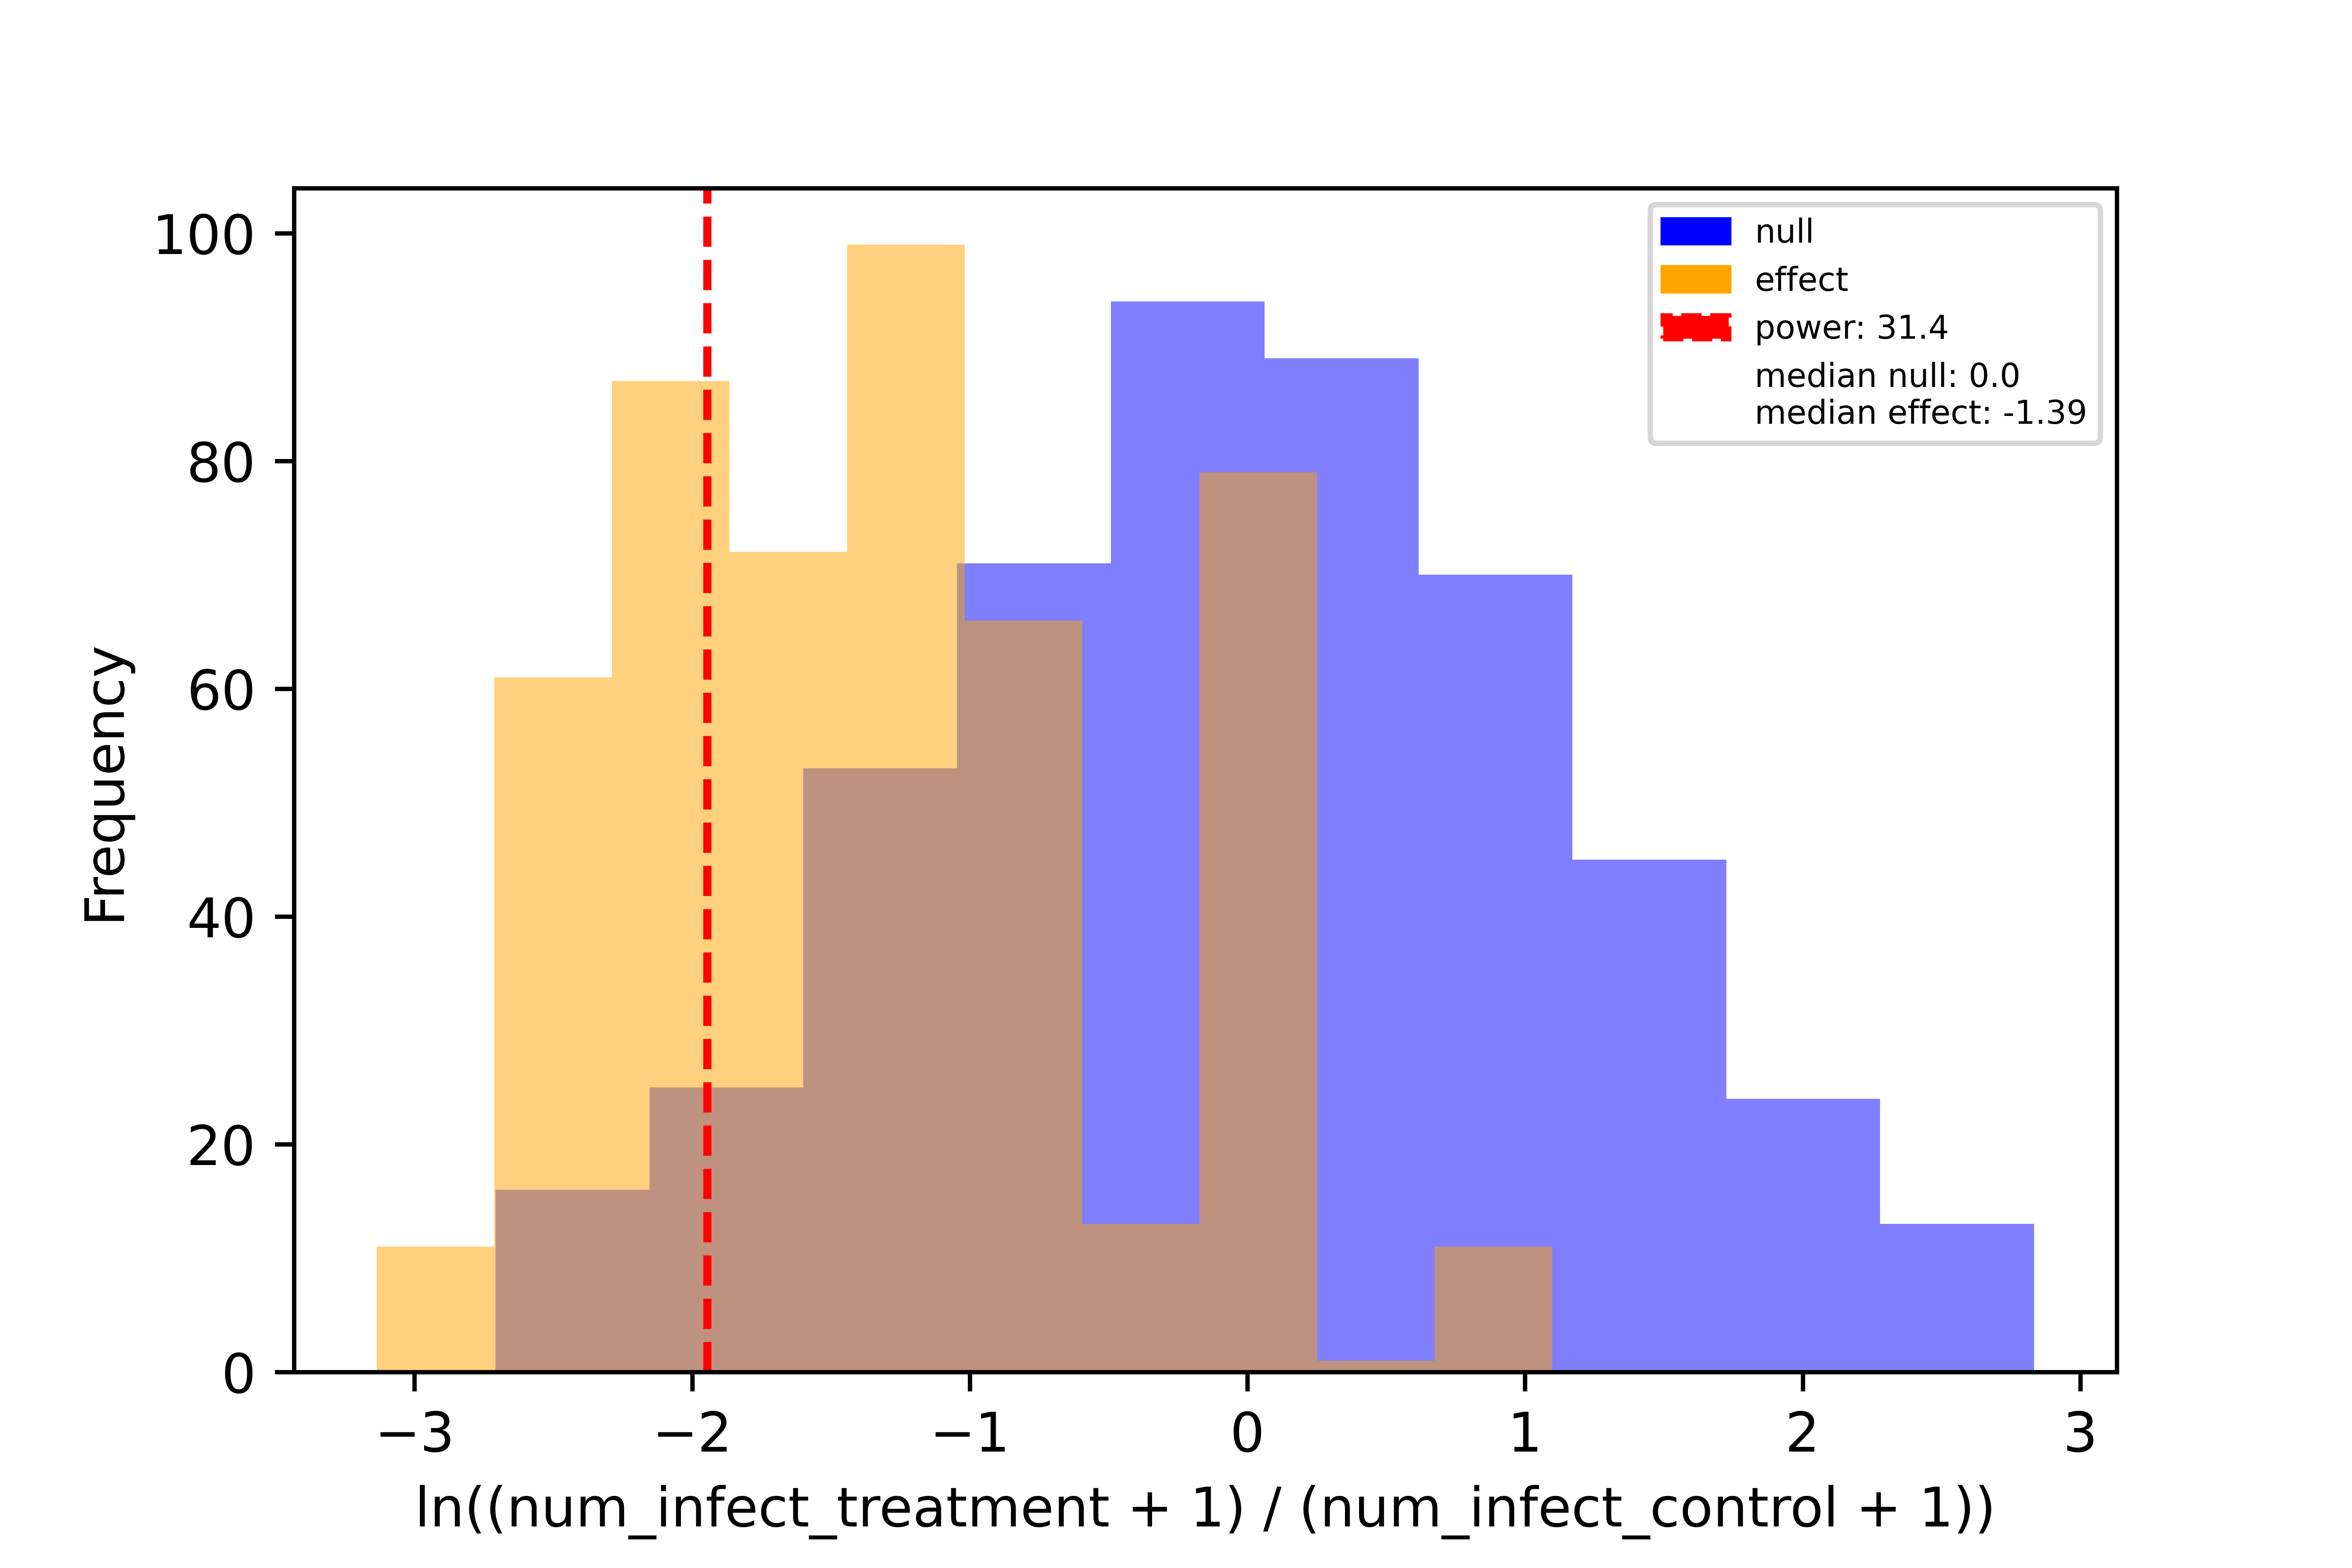 100
80
60
40
20
0
Frequency
null
effect
power: 31.4
median null: 0.0
median effect: -1.39
−3 −2 −1 0 1 2 3
ln((num_infect_treatment + 1) / (num_infect_control + 1))